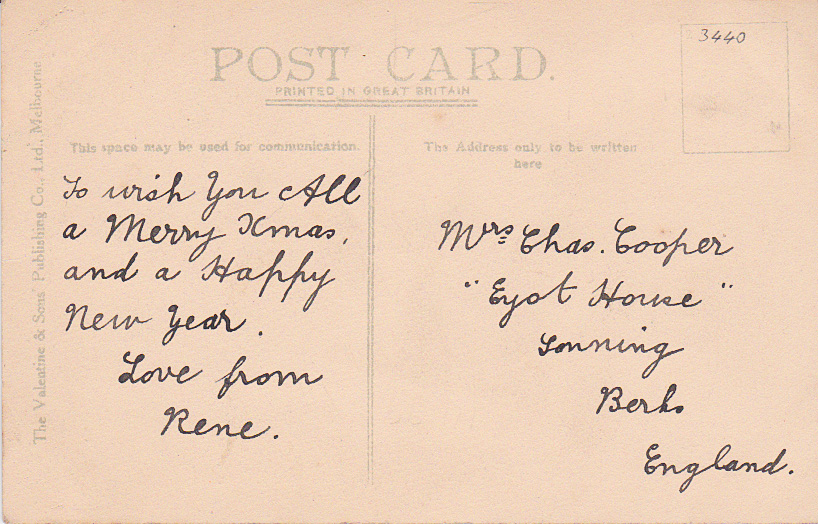 POST CARD.
PRINTED IN GREAT BRITAIN
3440
The Valentine & Sons' Publishing Co., Ltd., Melbourne
This space may be used for communication.
To wish You All
a Merry Xmas,
and a Happy
New Year.
Love from
Rene.
The Address only to be written
here
Mrs Chas. Cooper
"Eyot House"
Sonning
Berks
England.